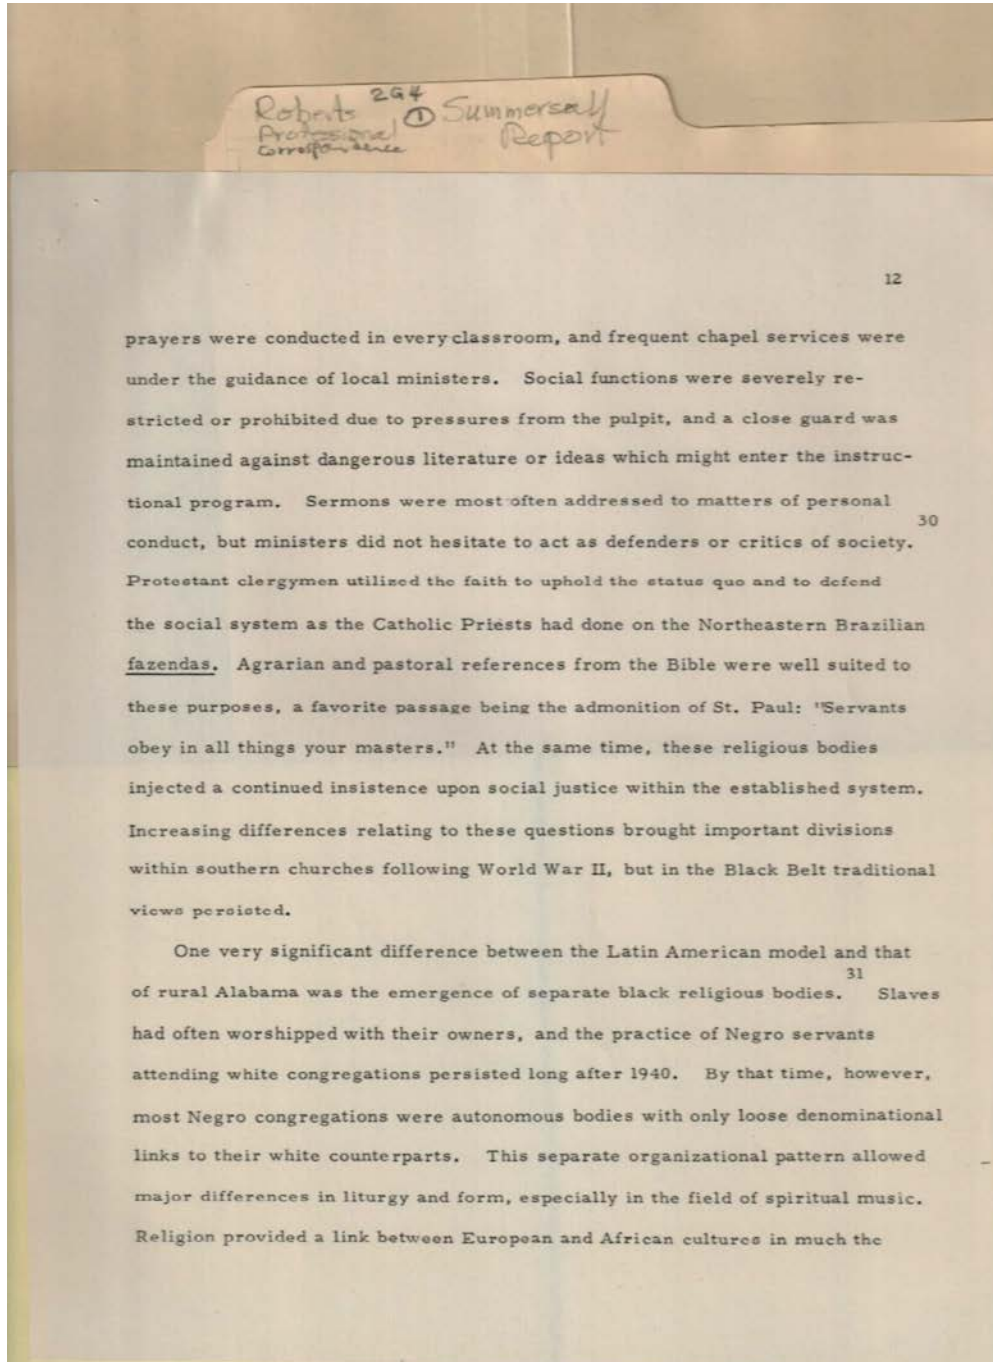 2G4
Roberts ① Summersell
Professional Report
Correspondence
12
prayers were conducted in every classroom, and frequent chapel services were
under the guidance of local ministers. Social functions were severely re-
stricted or prohibited due to pressures from the pulpit, and a close guard was
maintained against dangerous literature or ideas which might enter the instruc-
tional program. Sermons were most often addressed to matters of personal
conduct, but ministers did not hesitate to act as defenders or critics of society. 30
Protestant clergymen utilized the faith to uphold the status quo and to defend
the social system as the Catholic Priests had done on the Northeastern Brazilian
fazendas. Agrarian and pastoral references from the Bible were well suited to
these purposes, a favorite passage being the admonition of St. Paul: "Servants
obey in all things your masters." At the same time, these religious bodies
injected a continued insistence upon social justice within the established system.
Increasing differences relating to these questions brought important divisions
within southern churches following World War II, but in the Black Belt traditional
views persisted.
One very significant difference between the Latin American model and that
of rural Alabama was the emergence of separate black religious bodies. 31 Slaves
had often worshipped with their owners, and the practice of Negro servants
attending white congregations persisted long after 1940. By that time, however,
most Negro congregations were autonomous bodies with only loose denominational
links to their white counterparts. This separate organizational pattern allowed
major differences in liturgy and form, especially in the field of spiritual music.
Religion provided a link between European and African cultures in much the